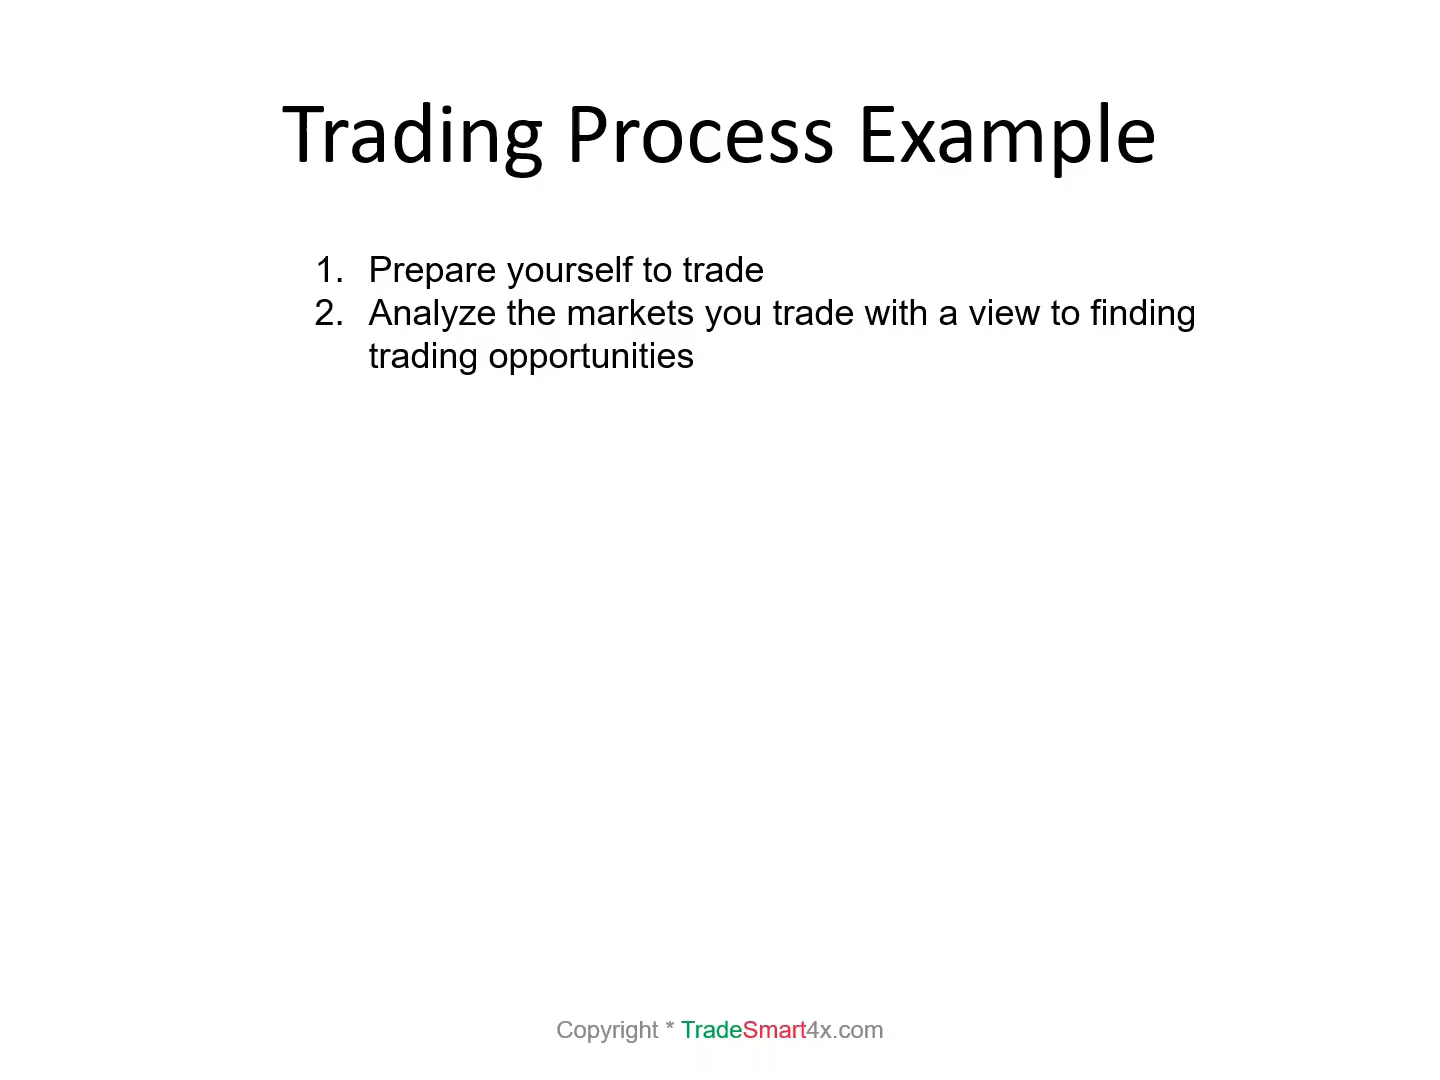 Trading Process Example
1. Prepare yourself to trade
2. Analyze the markets you trade with a view to finding
trading opportunities
Copyright * TradeSmart4x.com